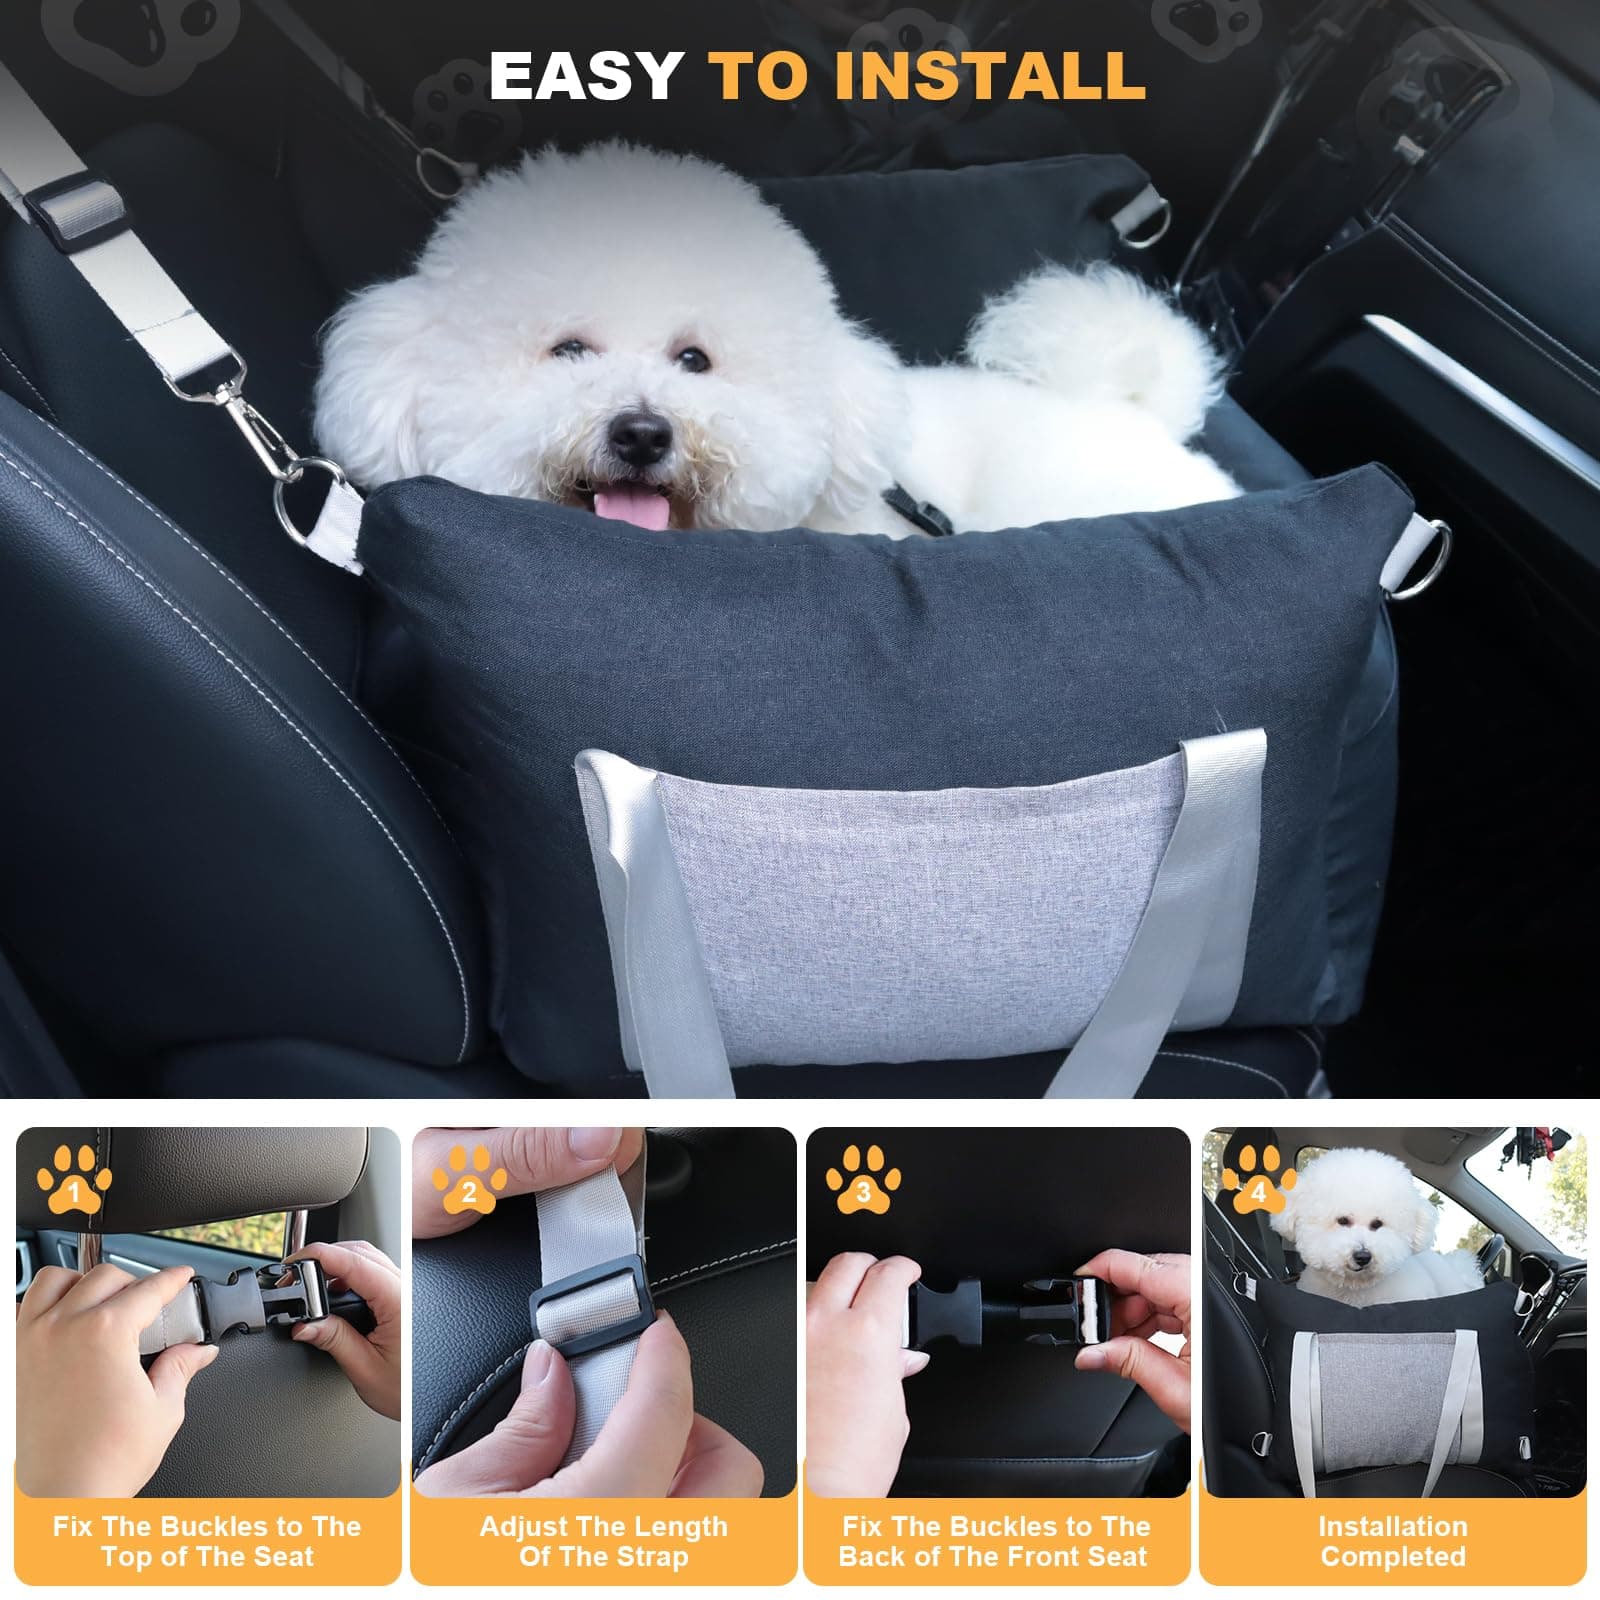 EASY TO INSTALL
1
2
3
4
Fix The Buckles to The
Top of The Seat
Adjust The Length
Of The Strap
Fix The Buckles to The
Back of The Front Seat
Installation
Completed